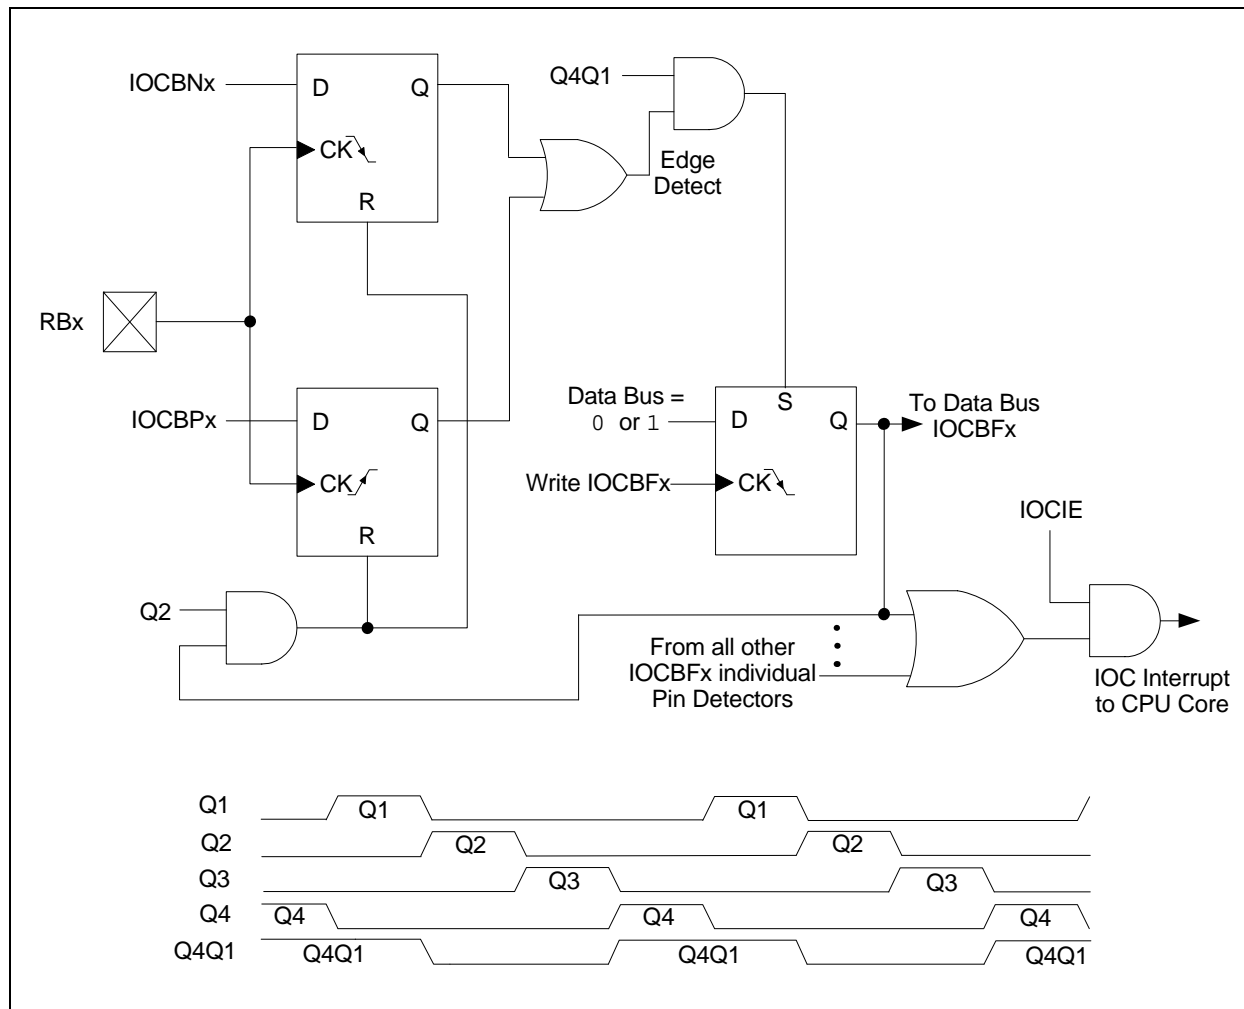 IOCBNx
D
Q
CK
R
Q4Q1
Edge
Detect
RBx
IOCBPx
D
Q
CK
R
Q2
Data Bus =
0 or 1
D
S
Q
Write IOCBFx
CK
To Data Bus
IOCBFx
IOCIE
From all other
IOCBFx individual
Pin Detectors
IOC Interrupt
to CPU Core
Q1 Q1 Q1
Q2 Q2 Q2
Q3 Q3 Q3
Q4 Q4 Q4 Q4
Q4Q1 Q4Q1 Q4Q1 Q4Q1